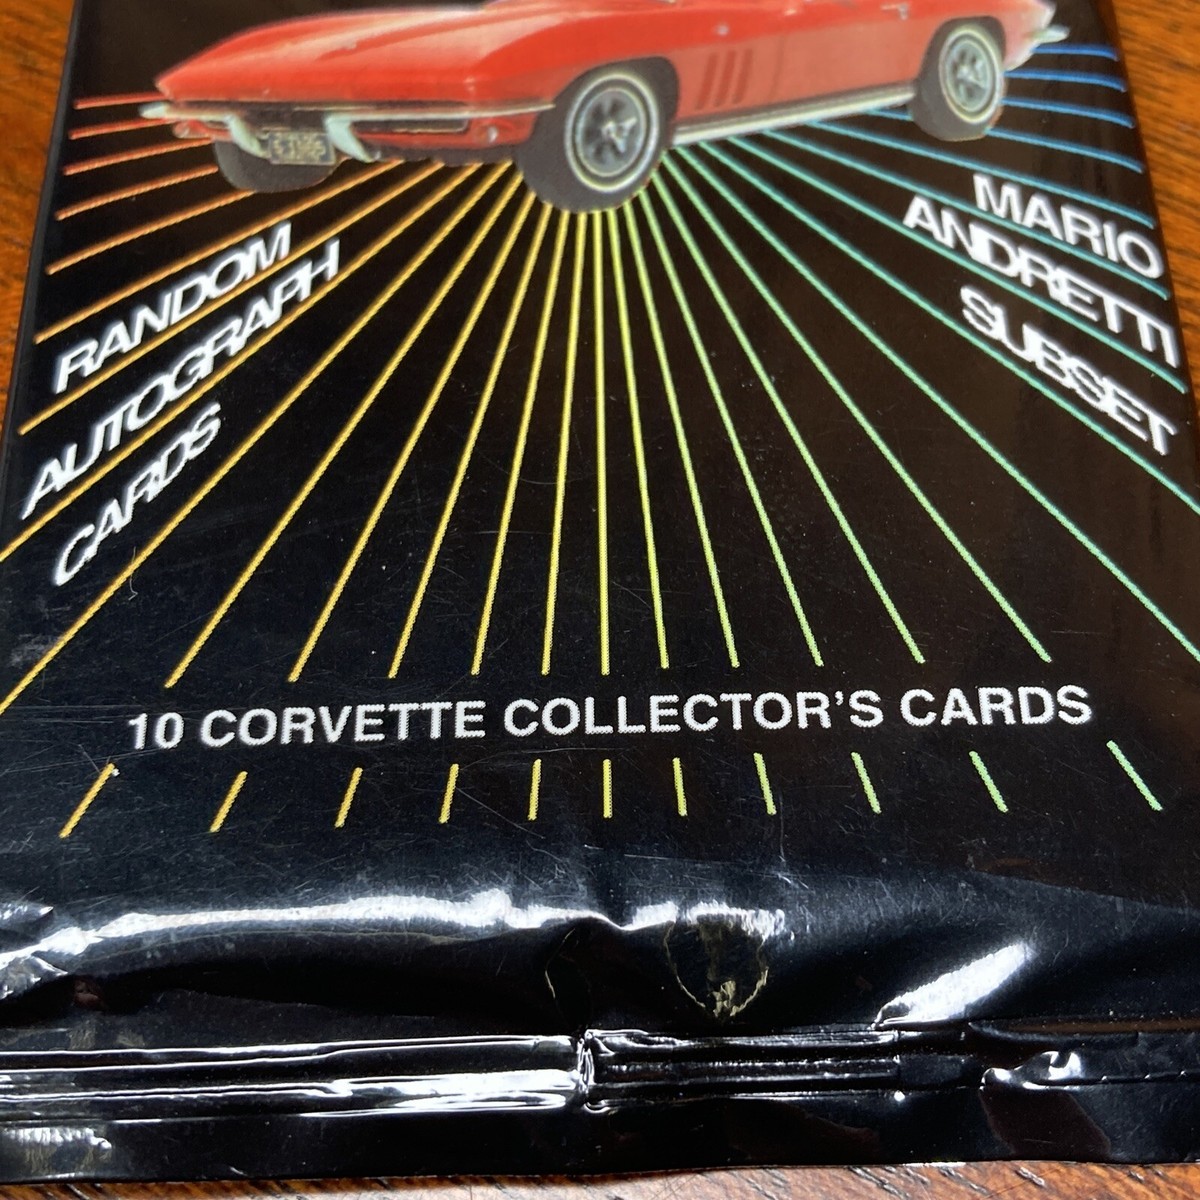 RANDOM
AUTOGRAPH
CARDS
MARIO
ANDRETTI
SUBSET
10 CORVETTE COLLECTOR'S CARDS